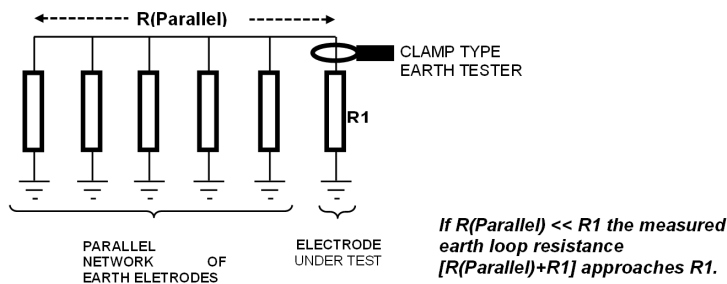 R(Parallel)
CLAMP TYPE
EARTH TESTER
R1
PARALLEL
NETWORK OF
EARTH ELETRODES
ELECTRODE
UNDER TEST
If R(Parallel) << R1 the measured
earth loop resistance
[R(Parallel)+R1] approaches R1.